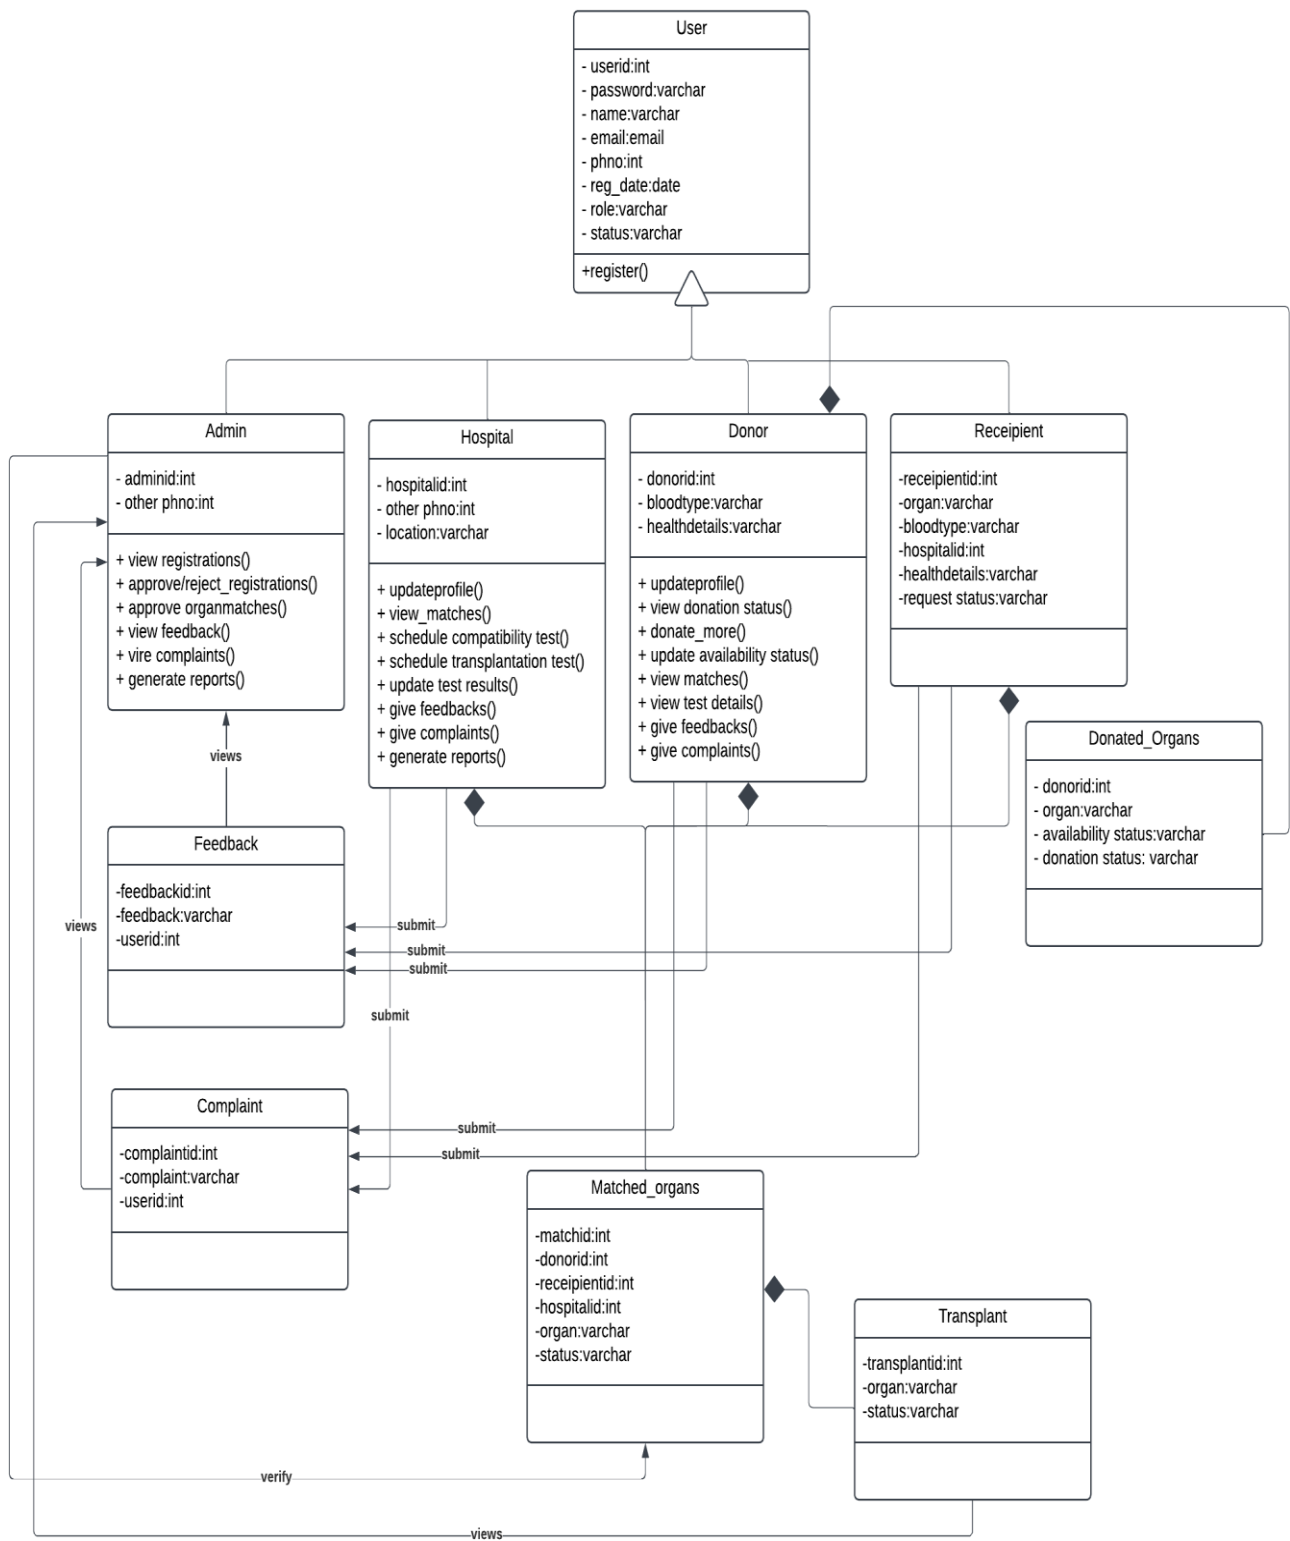 User
- userid:int
- password:varchar
- name:varchar
- email:email
- phno:int
- reg_date:date
- role:varchar
- status:varchar
+register()
Admin
- adminid:int
- other phno:int
+ view registrations()
+ approve/reject_registrations()
+ approve organmatches()
+ view feedback()
+ vire complaints()
+ generate reports()
Hospital
- hospitalid:int
- other phno:int
- location:varchar
+ updateprofile()
+ view_matches()
+ schedule compatibility test()
+ schedule transplantation test()
+ update test results()
+ give feedbacks()
+ give complaints()
+ generate reports()
Donor
- donorid:int
- bloodtype:varchar
- healthdetails:varchar
+ updateprofile()
+ view donation status()
+ donate_more()
+ update availability status()
+ view matches()
+ view test details()
+ give feedbacks()
+ give complaints()
Receipient
-receipientid:int
-organ:varchar
-bloodtype:varchar
-hospitalid:int
-healthdetails:varchar
-request status:varchar
Donated_Organs
- donorid:int
- organ:varchar
- availability status:varchar
- donation status: varchar
views
Feedback
-feedbackid:int
-feedback:varchar
-userid:int
views
submit
submit
submit
submit
Complaint
-complaintid:int
-complaint:varchar
-userid:int
submit
submit
Matched_organs
-matchid:int
-donorid:int
-receipientid:int
-hospitalid:int
-organ:varchar
-status:varchar
Transplant
-transplantid:int
-organ:varchar
-status:varchar
verify
views